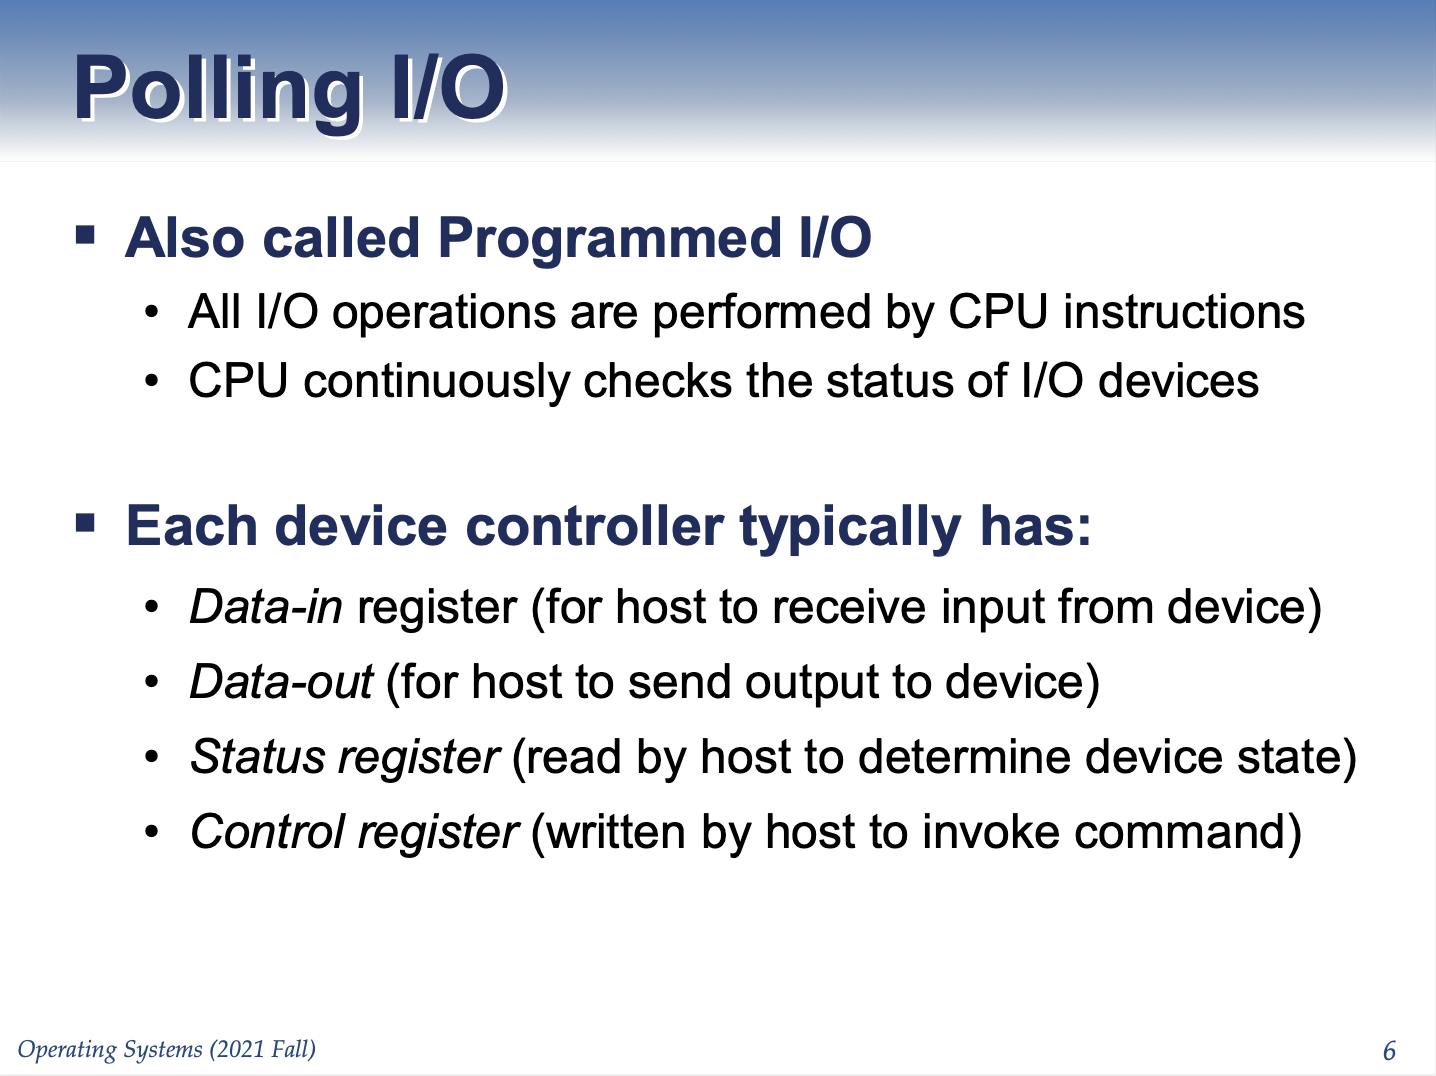 Polling I/O
▪ Also called Programmed I/O
• All I/O operations are performed by CPU instructions
• CPU continuously checks the status of I/O devices
▪ Each device controller typically has:
• Data-in register (for host to receive input from device)
• Data-out (for host to send output to device)
• Status register (read by host to determine device state)
• Control register (written by host to invoke command)
Operating Systems (2021 Fall)
6